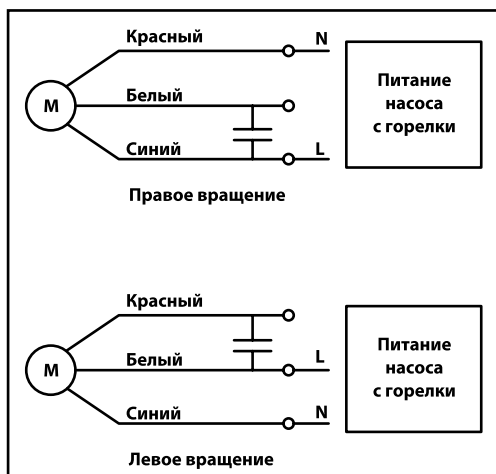 Красный N
Белый
M
Синий L
Питание
насоса
с горелки
Правое вращение
Красный
Белый L
M
Синий N
Питание
насоса
с горелки
Левое вращение